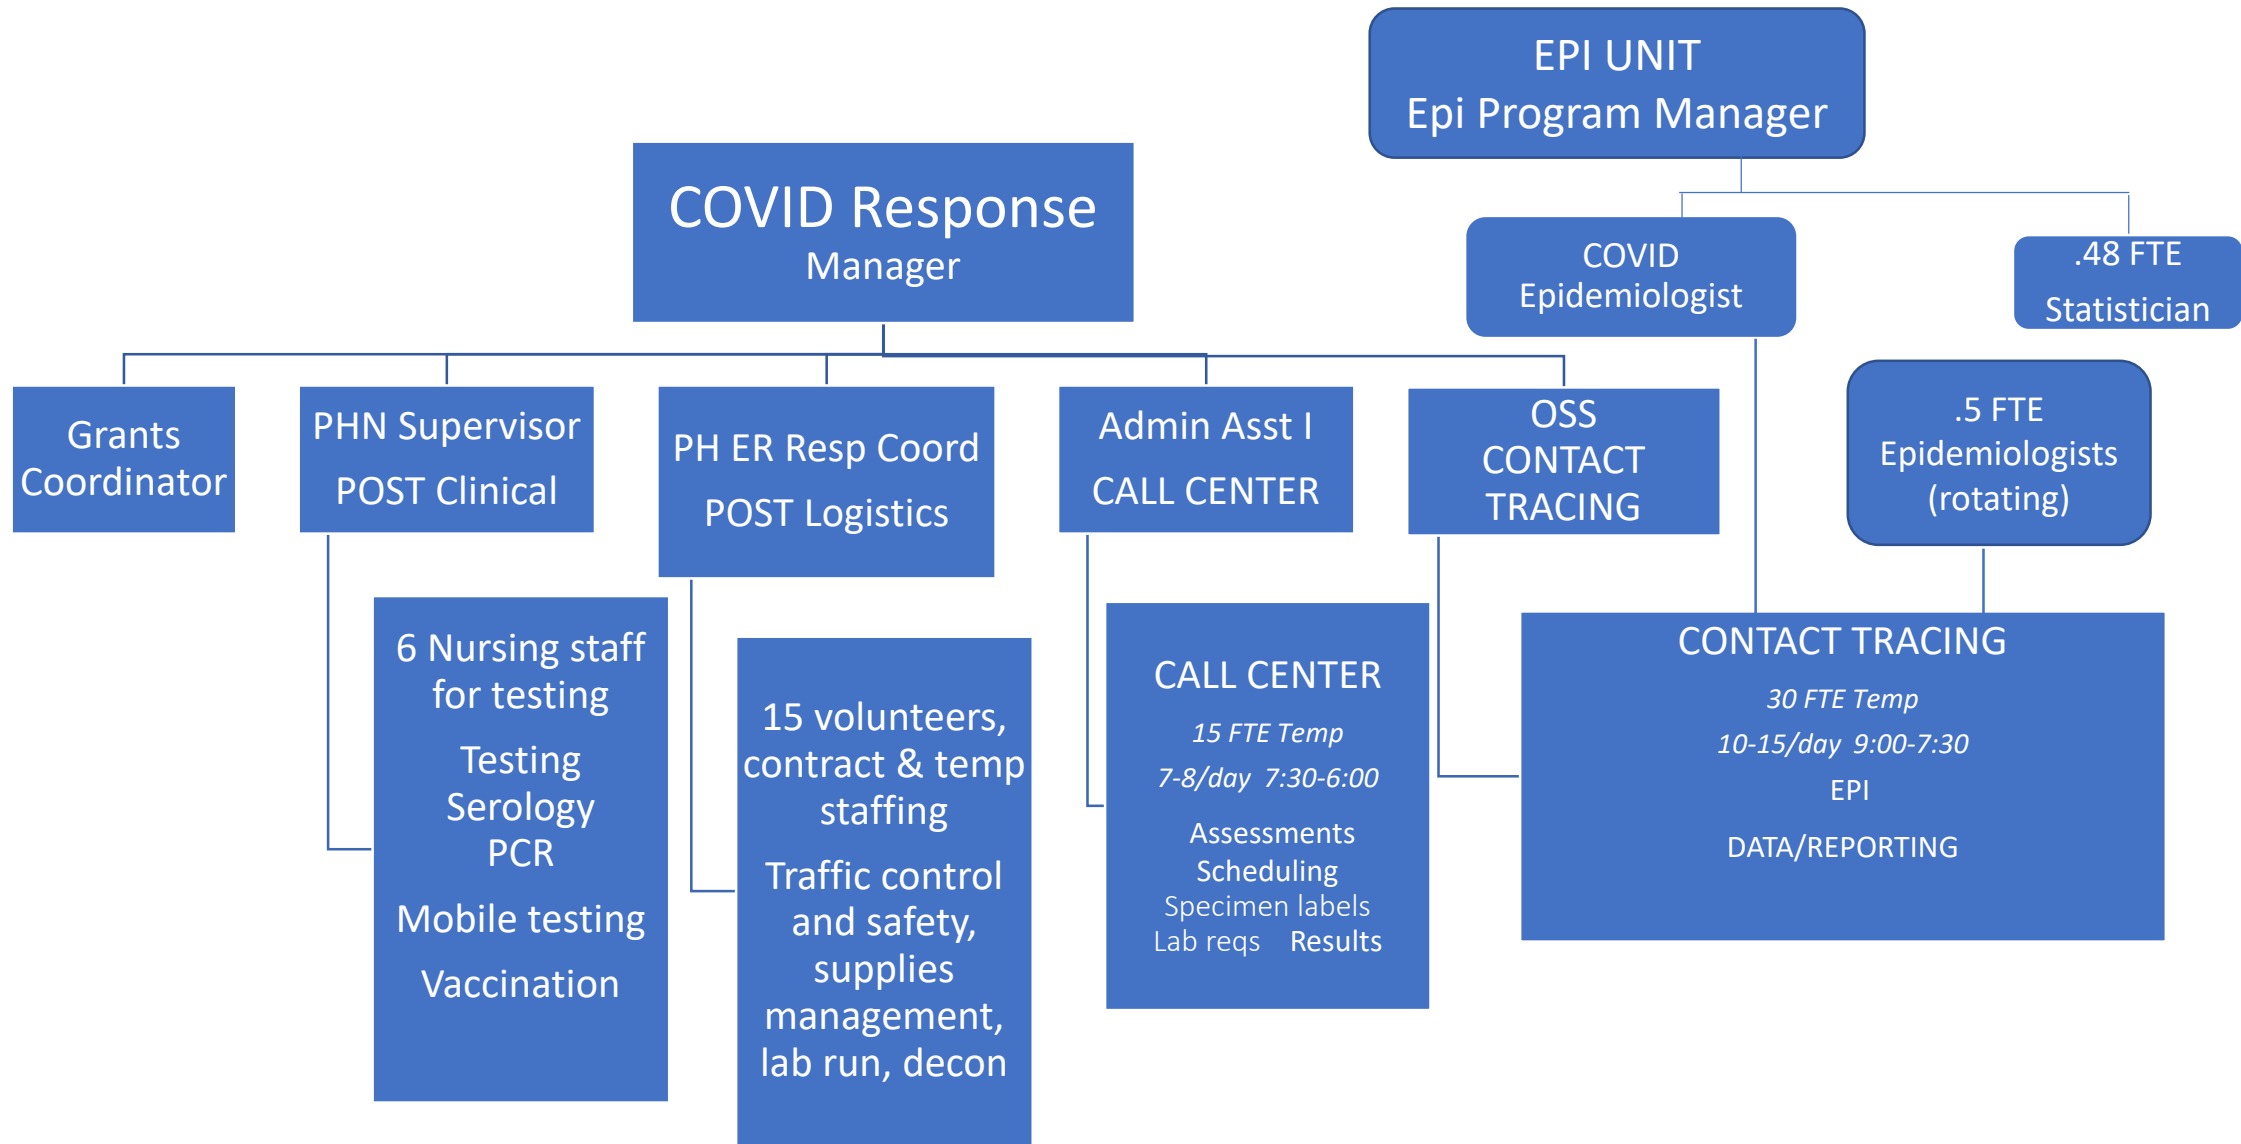 EPI UNIT
Epi Program Manager
COVID Response
Manager
COVID
Epidemiologist
.48 FTE
Statistician
Grants
Coordinator
PHN Supervisor
POST Clinical
PH ER Resp Coord
POST Logistics
Admin Asst I
CALL CENTER
OSS
CONTACT
TRACING
.5 FTE
Epidemiologists
(rotating)
6 Nursing staff
for testing
Testing
Serology
PCR
Mobile testing
Vaccination
15 volunteers,
contract & temp
staffing
Traffic control
and safety,
supplies
management,
lab run, decon
CALL CENTER
15 FTE Temp
7-8/day 7:30-6:00
Assessments
Scheduling
Specimen labels
Lab reqs Results
CONTACT TRACING
30 FTE Temp
10-15/day 9:00-7:30
EPI
DATA/REPORTING